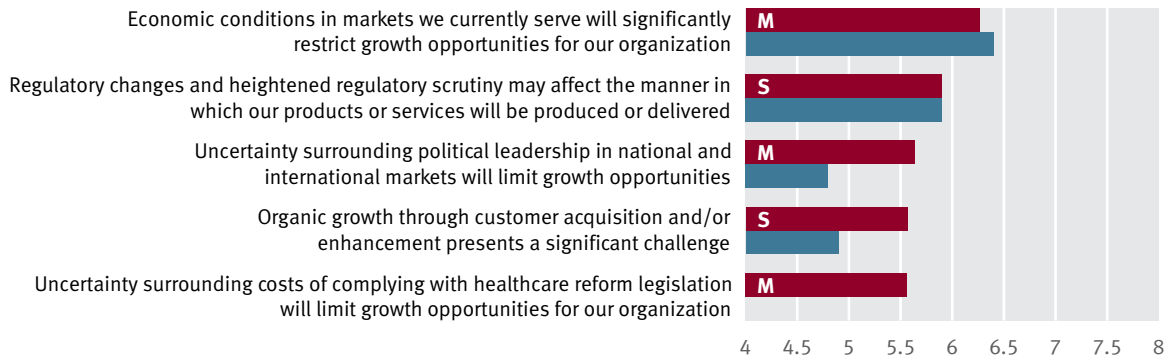 Economic conditions in markets we currently serve will significantly
restrict growth opportunities for our organization
M
Regulatory changes and heightened regulatory scrutiny may affect the manner in
which our products or services will be produced or delivered
S
Uncertainty surrounding political leadership in national and
international markets will limit growth opportunities
M
Organic growth through customer acquisition and/or
enhancement presents a significant challenge
S
Uncertainty surrounding costs of complying with healthcare reform legislation
will limit growth opportunities for our organization
M
4 4.5 5 5.5 6 6.5 7 7.5 8